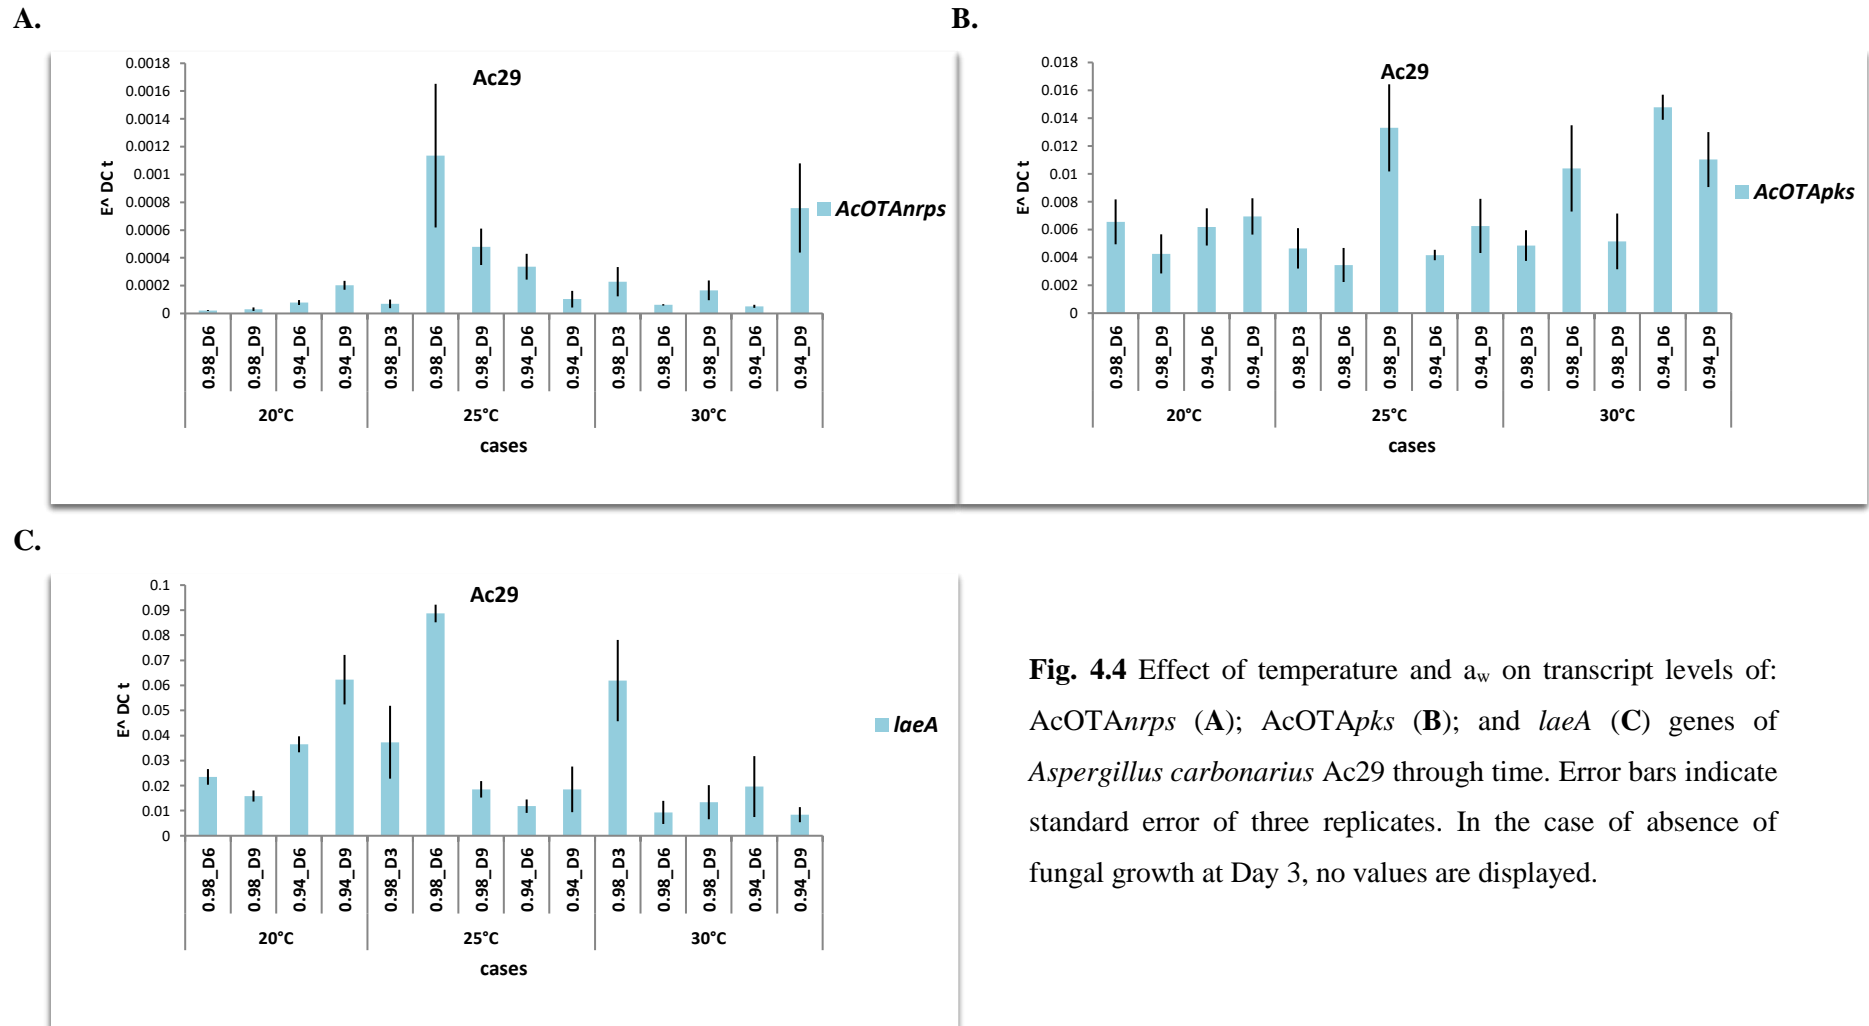 A.
Ac29
E^ DC t
0.0018
0.0016
0.0014
0.0012
0.001
0.0008
0.0006
0.0004
0.0002
0
AcOTAnrps
0.98_D6
0.98_D9
0.94_D6
0.94_D9
0.98_D3
0.98_D6
0.98_D9
0.94_D6
0.94_D9
0.98_D3
0.98_D6
0.98_D9
0.94_D6
0.94_D9
20°C
25°C
30°C
cases
B.
Ac29
E^ DC t
0.018
0.016
0.014
0.012
0.01
0.008
0.006
0.004
0.002
0
AcOTApks
0.98_D6
0.98_D9
0.94_D6
0.94_D9
0.98_D3
0.98_D6
0.98_D9
0.94_D6
0.94_D9
0.98_D3
0.98_D6
0.98_D9
0.94_D6
0.94_D9
20°C
25°C
30°C
cases
C.
Ac29
E^ DC t
0.1
0.09
0.08
0.07
0.06
0.05
0.04
0.03
0.02
0.01
0
laeA
0.98_D6
0.98_D9
0.94_D6
0.94_D9
0.98_D3
0.98_D6
0.98_D9
0.94_D6
0.94_D9
0.98_D3
0.98_D6
0.98_D9
0.94_D6
0.94_D9
20°C
25°C
30°C
cases
Fig. 4.4 Effect of temperature and aw on transcript levels of:
AcOTAnrps (A); AcOTApks (B); and laeA (C) genes of
Aspergillus carbonarius Ac29 through time. Error bars indicate
standard error of three replicates. In the case of absence of
fungal growth at Day 3, no values are displayed.